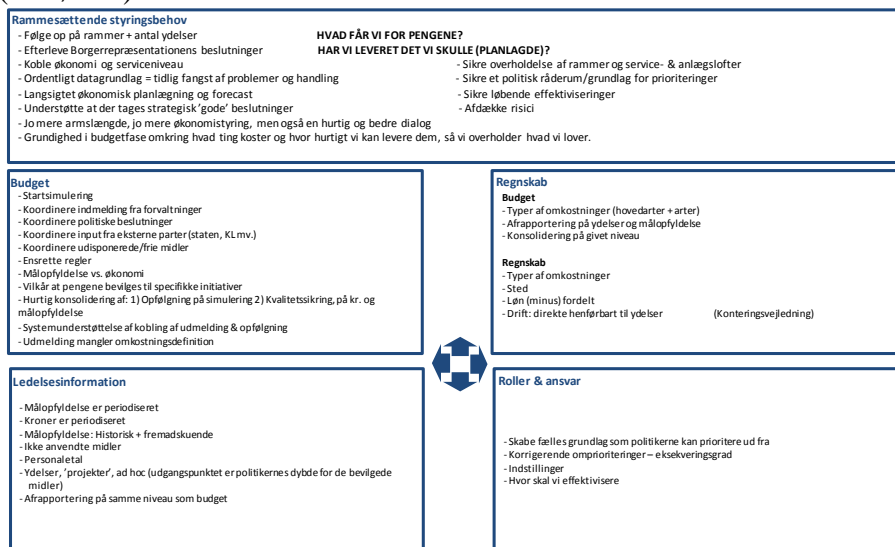 Rammesættende styringsbehov
- Følge op på rammer + antal ydelser
HVAD FÅR VI FOR PENGENE?
- Efterleve Borgerrepræsentationens beslutninger
HAR VI LEVERET DET VI SKULLE (PLANLAGDE)?
- Koble økonomi og serviceniveau
- Sikre overholdelse af rammer og service- & anlægslofter
- Ordentligt datagrundlag = tidlig fangst af problemer og handling
- Sikre et politisk råderum/grundlag for prioriteringer
- Langsigtet økonomisk planlægning og forecast
- Sikre løbende effektiviseringer
- Understøtte at der tages strategisk 'gode' beslutninger
- Afdække risici
- Jo mere armslængde, jo mere økonomistyring, men også en hurtig og bedre dialog
- Grundighed i budgetfase omkring hvad ting koster og hvor hurtigt vi kan levere dem, så vi overholder hvad vi lover.
Budget
- Startsimulering
- Koordinere indmelding fra forvaltninger
- Koordinere politiske beslutninger
- Koordinere input fra eksterne parter (staten, KL mv.)
- Koordinere udisponerede/frie midler
- Ensrette regler
- Målopfyldelse vs. økonomi
- Vilkår at pengene bevilges til specifikke initiativer
- Hurtig konsolidering af: 1) Opfølgning på simulering 2) Kvalitetssikring, på kr. og
målopfyldelse
- Systemunderstøttelse af kobling af udmelding & opfølgning
- Udmelding mangler omkostningsdefinition
Regnskab
Budget
- Typer af omkostninger (hovedarter + arter)
- Afrapportering på ydelser og målopfyldelse
- Konsolidering på givet niveau
Regnskab
- Typer af omkostninger
- Sted
- Løn (minus) fordelt
- Drift: direkte henførbart til ydelser (Konteringsvejledning)
Ledelsesinformation
- Målopfyldelse er periodiseret
- Kroner er periodiseret
- Målopfyldelse: Historisk + fremadskuende
- Ikke anvendte midler
- Personaletal
- Ydelser, 'projekter', ad hoc (udgangspunktet er politikernes dybde for de bevilgede
midler)
- Afrapportering på samme niveau som budget
Roller & ansvar
- Skabe fælles grundlag som politikerne kan prioritere ud fra
- Korrigerende omprioriteringer – eksekveringsgrad
- Indstillinger
- Hvor skal vi effektivisere